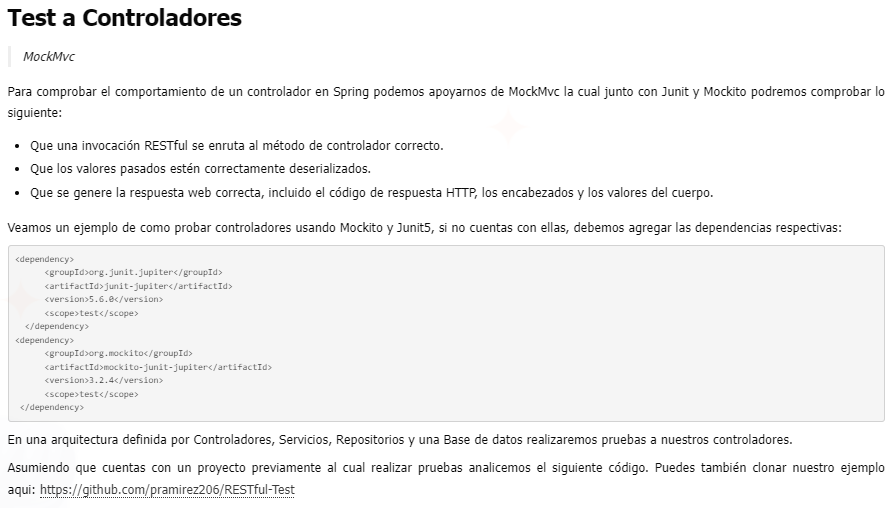 Test a Controladores
MockMvc
Para comprobar el comportamiento de un controlador en Spring podemos apoyarnos de MockMvc la cual junto con Junit y Mockito podremos comprobar lo
siguiente:
• Que una invocación RESTful se enruta al método de controlador correcto.
• Que los valores pasados estén correctamente deserializados.
• Que se genere la respuesta web correcta, incluido el código de respuesta HTTP, los encabezados y los valores del cuerpo.
Veamos un ejemplo de como probar controladores usando Mockito y Junit5, si no cuentas con ellas, debemos agregar las dependencias respectivas:
<dependency>
<groupId>org.junit.jupiter</groupId>
<artifactId>junit-jupiter</artifactId>
<version>5.6.0</version>
<scope>test</scope>
</dependency>
<dependency>
<groupId>org.mockito</groupId>
<artifactId>mockito-junit-jupiter</artifactId>
<version>3.2.4</version>
<scope>test</scope>
</dependency>
En una arquitectura definida por Controladores, Servicios, Repositorios y una Base de datos realizaremos pruebas a nuestros controladores.
Asumiendo que cuentas con un proyecto previamente al cual realizar pruebas analicemos el siguiente código. Puedes también clonar nuestro ejemplo
aqui: https://github.com/pramirez206/RESTful-Test